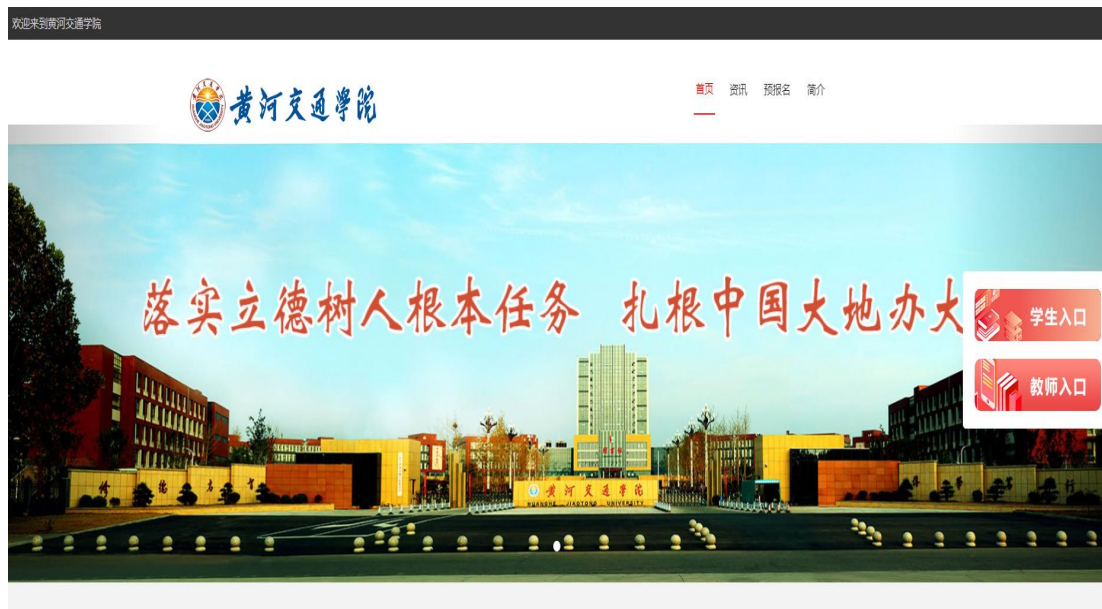 欢迎来到黄河交通学院
黄河交通学院
首页 资讯 预报名 简介
落实立德树人根本任务 扎根中国大地办大
学生入口
教师入口
黄河交通学院
HUANGHE JIAOTONG UNIVERSITY